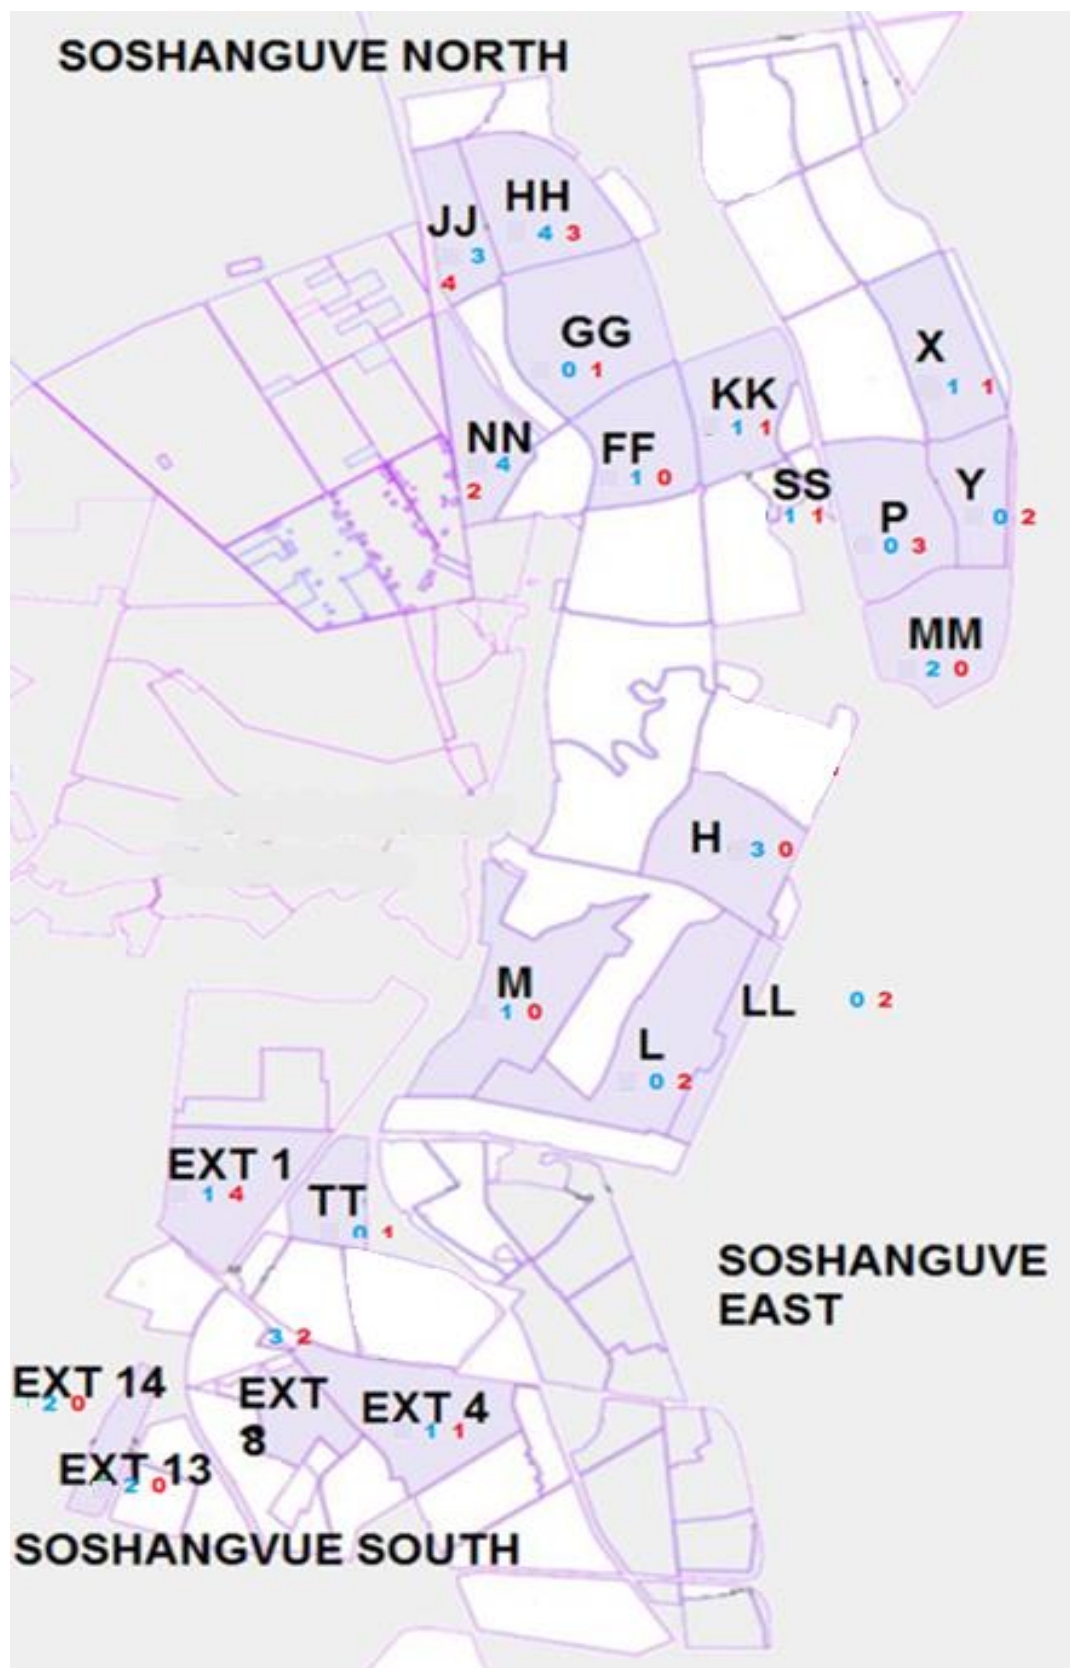 SOSHANGUVE NORTH
HH
4 3
JJ
3
4
GG
0 1
X
1 1
KK
1 1
NN
4
2
FF
1 0
SS
1 1
Y
0 2
P
0 3
MM
2 0
H 3 0
M
1 0
LL 0 2
L
0 2
EXT 1
1 4
TT
0 1
SOSHANGUVE
EAST
3 2
EXT 14
2 0
EXT
8
EXT 4
1 1
EXT 13
2 0
SOSHANGVUE SOUTH